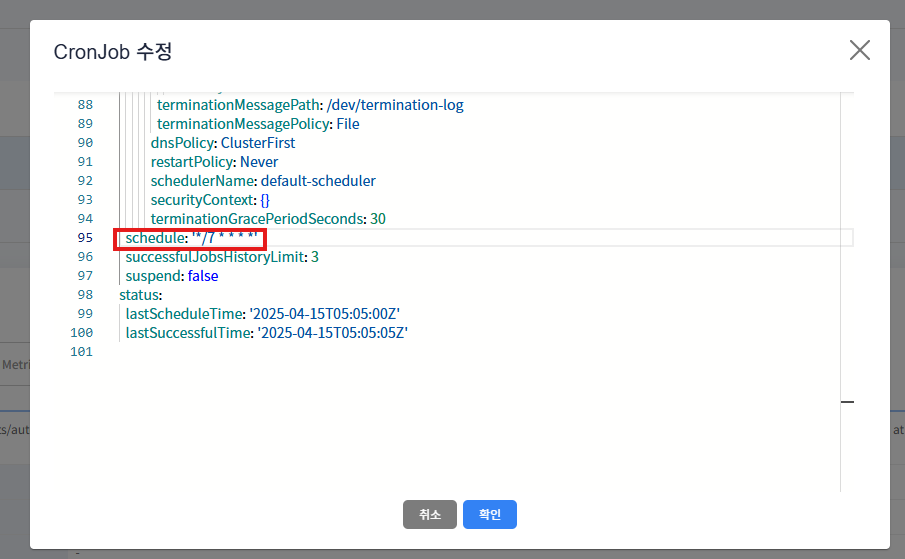 CronJob 수정
88 terminationMessagePath: /dev/termination-log
89 terminationMessagePolicy: File
90 dnsPolicy: ClusterFirst
91 restartPolicy: Never
92 schedulerName: default-scheduler
93 securityContext: {}
94 terminationGracePeriodSeconds: 30
95 schedule: '*/7 * * * *'
96 successfulJobsHistoryLimit: 3
97 suspend: false
98 status:
99 lastScheduleTime: '2025-04-15T05:05:00Z'
100 lastSuccessfulTime: '2025-04-15T05:05:05Z'
101
Metri
ts/aut
at
취소 확인